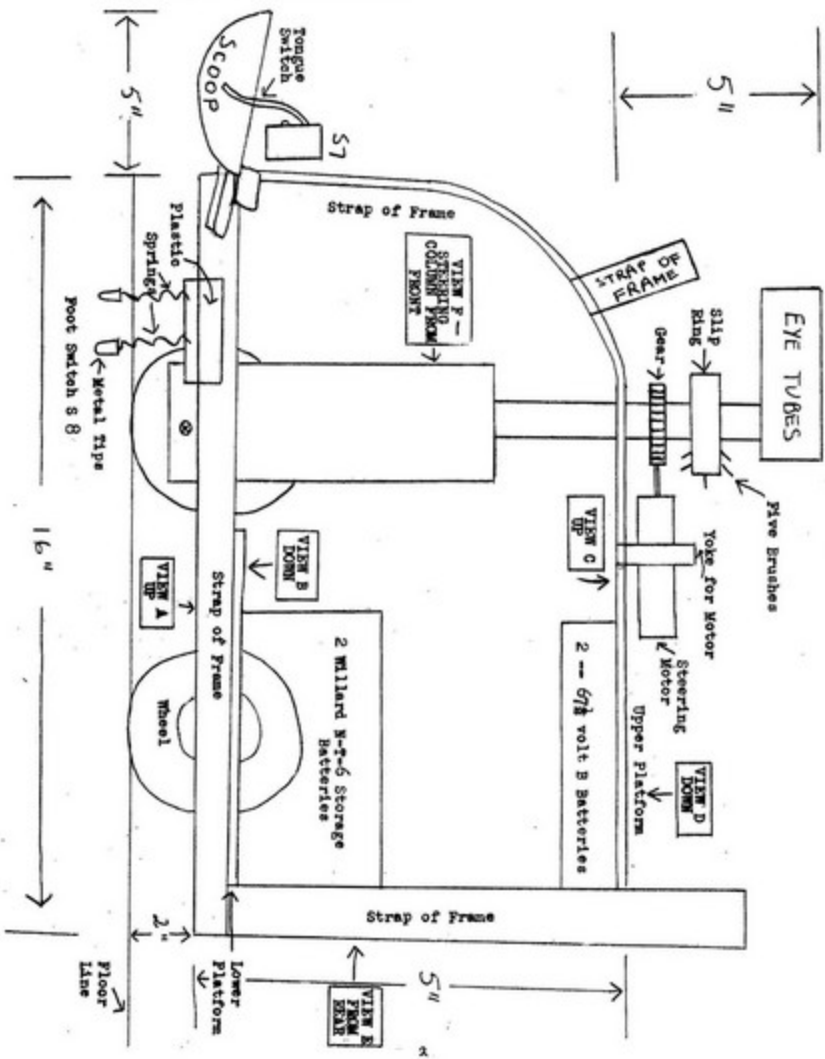 5"
EYE TUBES
Slip
Ring
Five Brushes
Gear
STRAP OF
FRAME
Yoke for Motor
Steering
Motor
Upper Platform
VIEW D
DOWN
VIEW C
UP
2 -- 67½ volt B Batteries
Strap of Frame
VIEW F —
STEERING
COLUMN FROM
FRONT
S7
Tongue
Switch
SCOOP
5"
Plastic
Springs
Metal Tips
Foot Switch S 8
VIEW B
DOWN
VIEW A
UP
Strap of Frame
2 Willard N-T-6 Storage
Batteries
Wheel
Strap of Frame
5"
VIEW E
FROM
REAR
Lower
Platform
2"
Floor
Line
16"
2